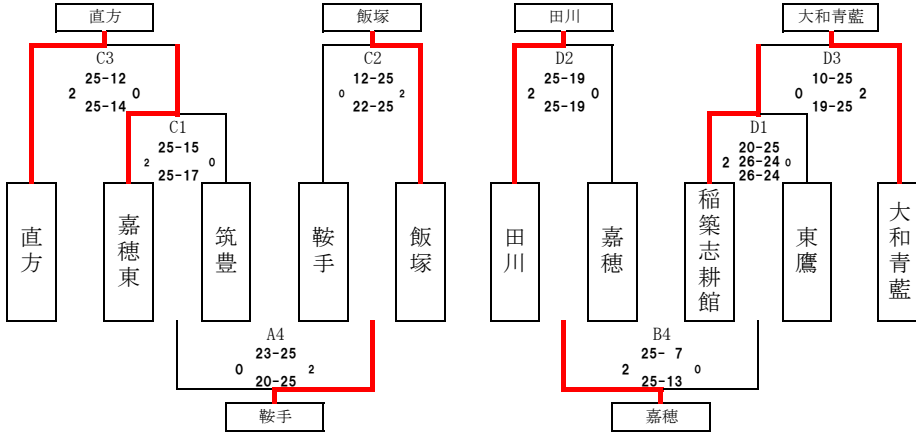 直方 飯塚 田川 大和青藍
C3 C2 D2 D3
25-12 12-25 25-19 10-25
2 0 0 2 2 0 0 2
25-14 22-25 25-19 19-25
C1 D1
25-15 20-25
2 0 2 26-24 0
25-17 26-24
直方 嘉穂東 筑豊 鞍手 飯塚 田川 嘉穂 稲築志耕館 東鷹 大和青藍
A4 B4
23-25 25- 7
0 2 2 0
20-25 25-13
鞍手 嘉穂